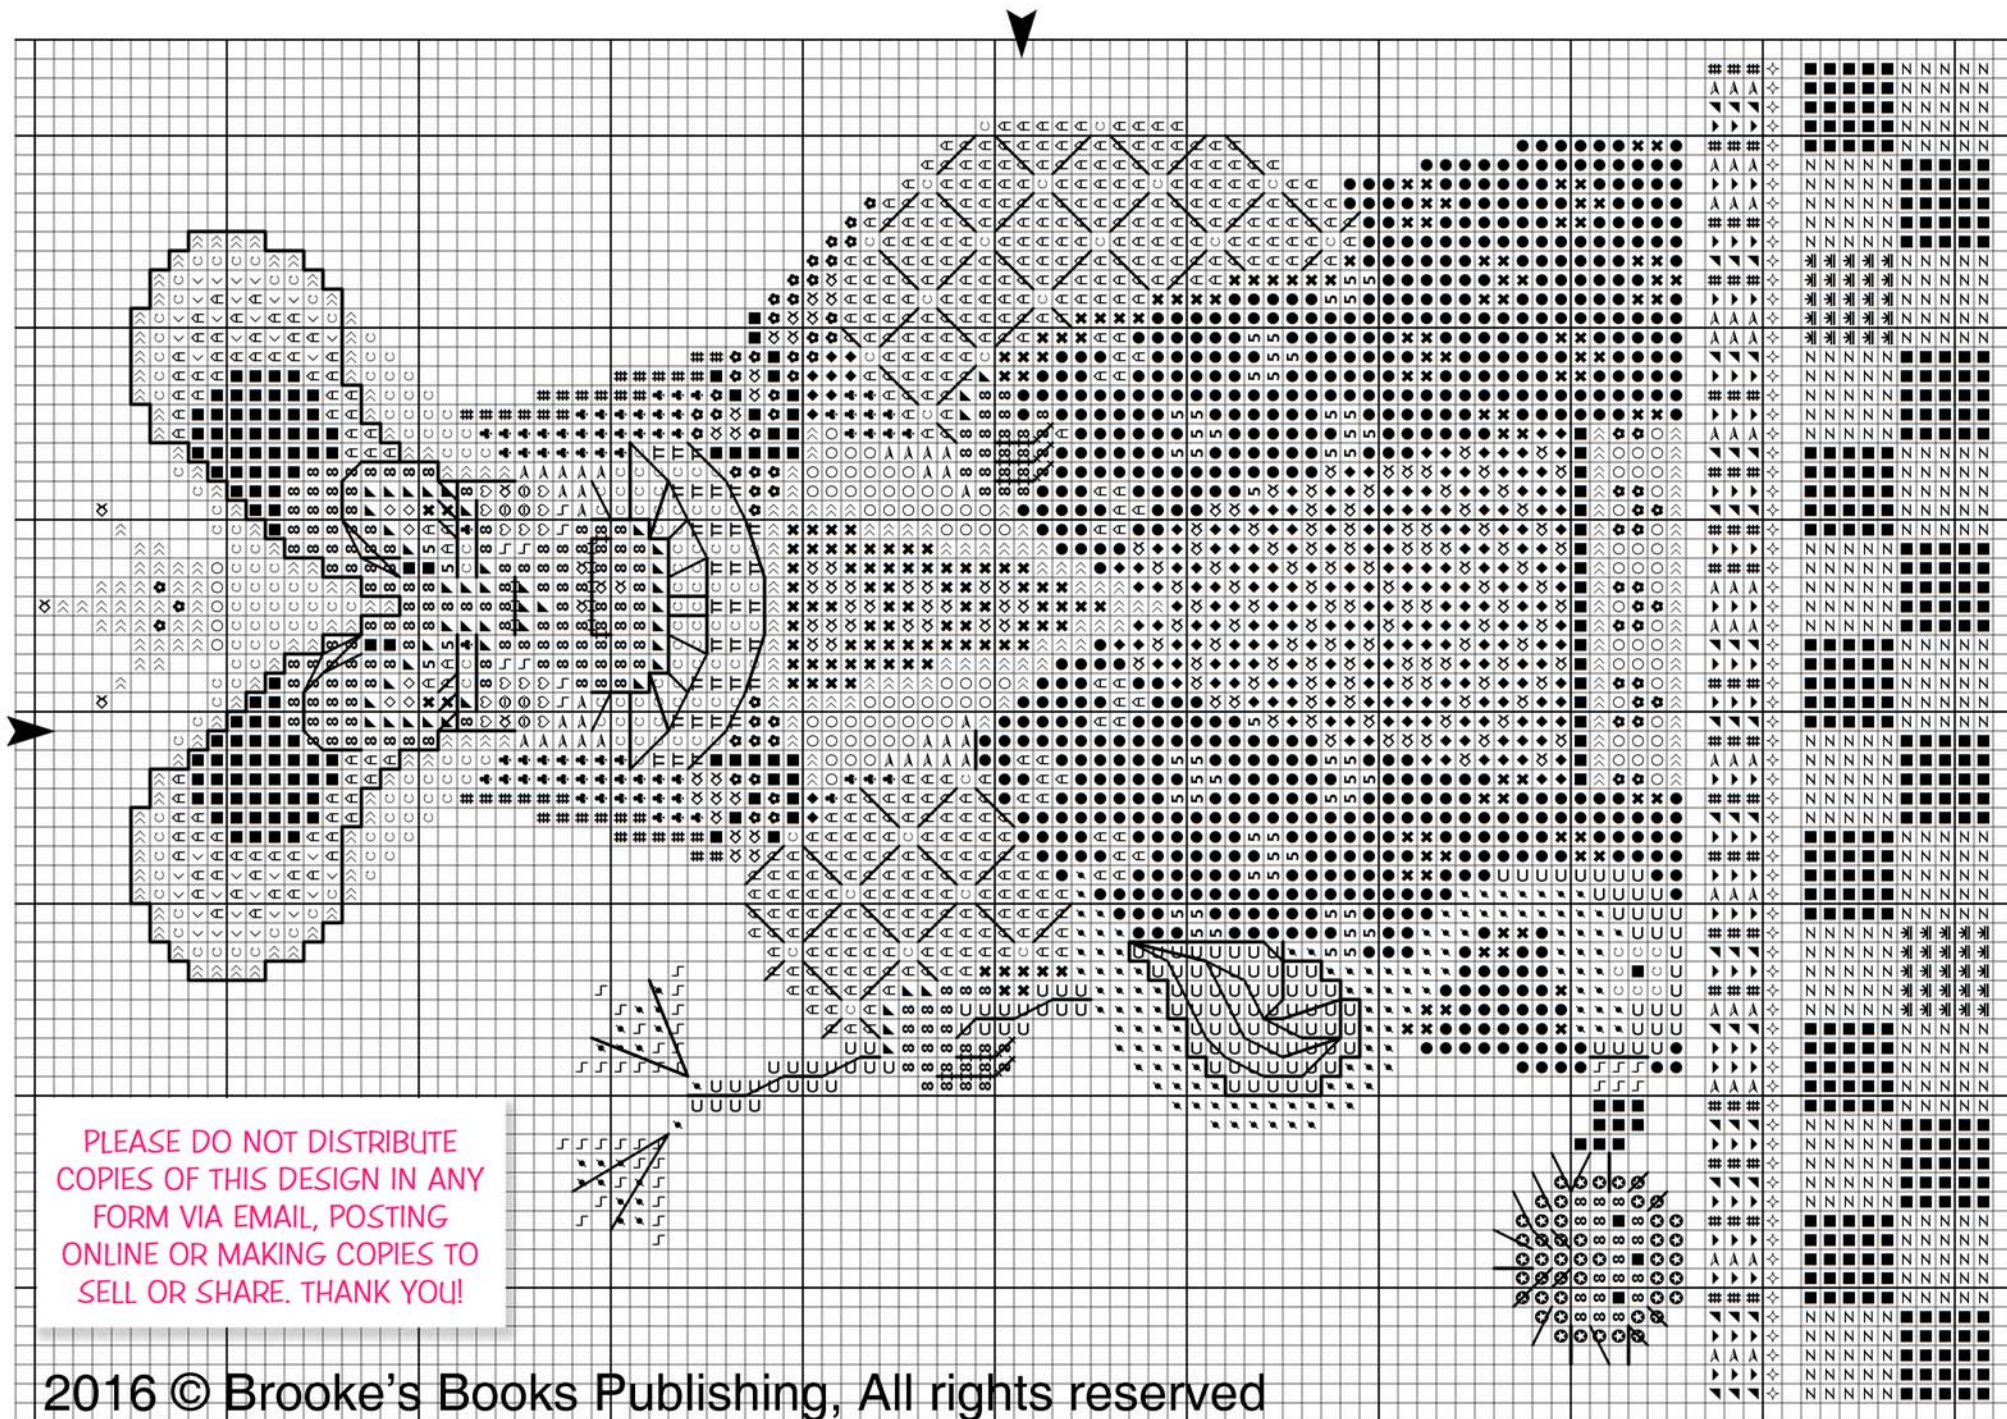 PLEASE DO NOT DISTRIBUTE
COPIES OF THIS DESIGN IN ANY
FORM VIA EMAIL, POSTING
ONLINE OR MAKING COPIES TO
SELL OR SHARE. THANK YOU!
2016 © Brooke's Books Publishing, All rights reserved